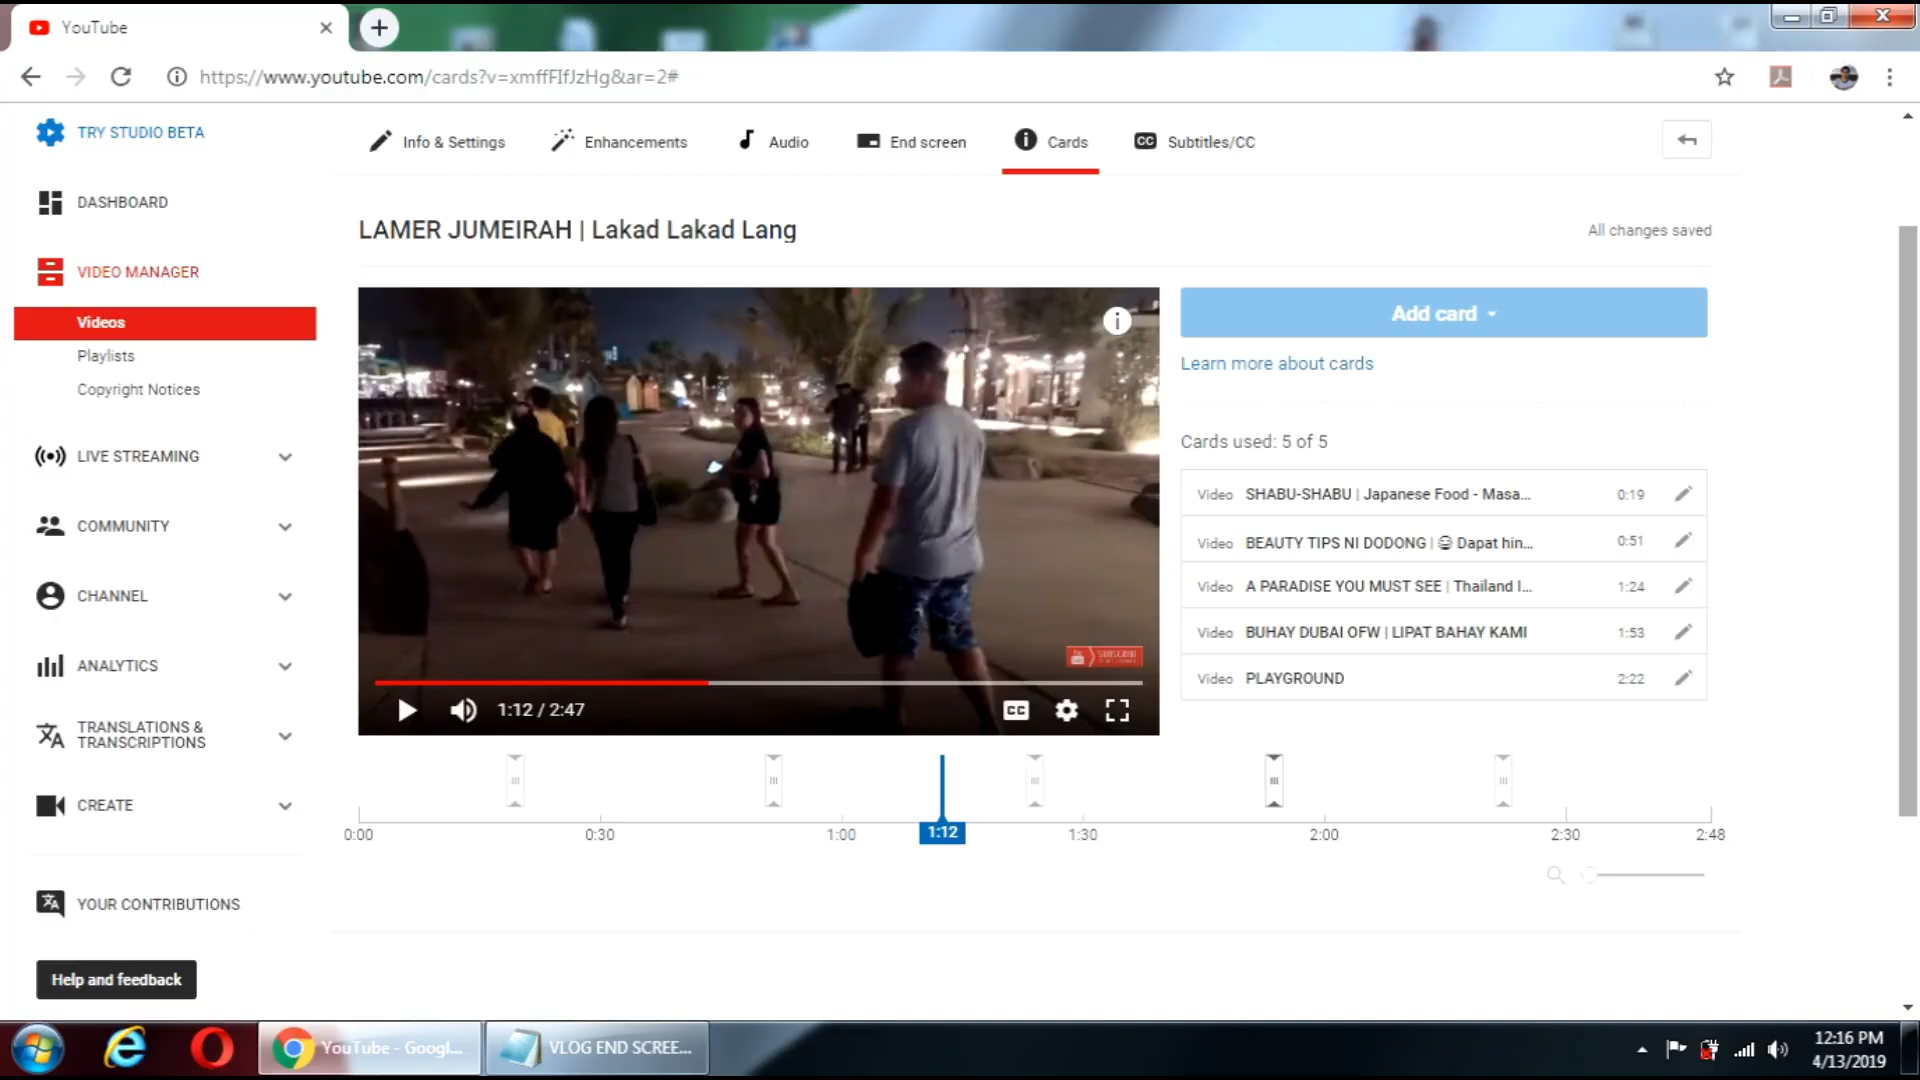 YouTube
https://www.youtube.com/cards?v=xmffFIfJzHg&ar=2#
TRY STUDIO BETA
Info & Settings
Enhancements
Audio
End screen
Cards
CC
Subtitles/CC
DASHBOARD
LAMER JUMEIRAH | Lakad Lakad Lang
All changes saved
VIDEO MANAGER
Videos
Playlists
Copyright Notices
Add card
Learn more about cards
Cards used: 5 of 5
Video SHABU-SHABU | Japanese Food - Masa... 0:19
Video BEAUTY TIPS NI DODONG | 😂 Dapat hin... 0:51
Video A PARADISE YOU MUST SEE | Thailand I... 1:24
Video BUHAY DUBAI OFW | LIPAT BAHAY KAMI 1:53
Video PLAYGROUND 2:22
LIVE STREAMING
COMMUNITY
CHANNEL
ANALYTICS
TRANSLATIONS &
TRANSCRIPTIONS
CREATE
SUBSCRIBE
1:12 / 2:47
CC
0:00
0:30
1:00
1:12
1:30
2:00
2:30
2:48
YOUR CONTRIBUTIONS
Help and feedback
YouTube - Googl...
VLOG END SCREE...
12:16 PM
4/13/2019